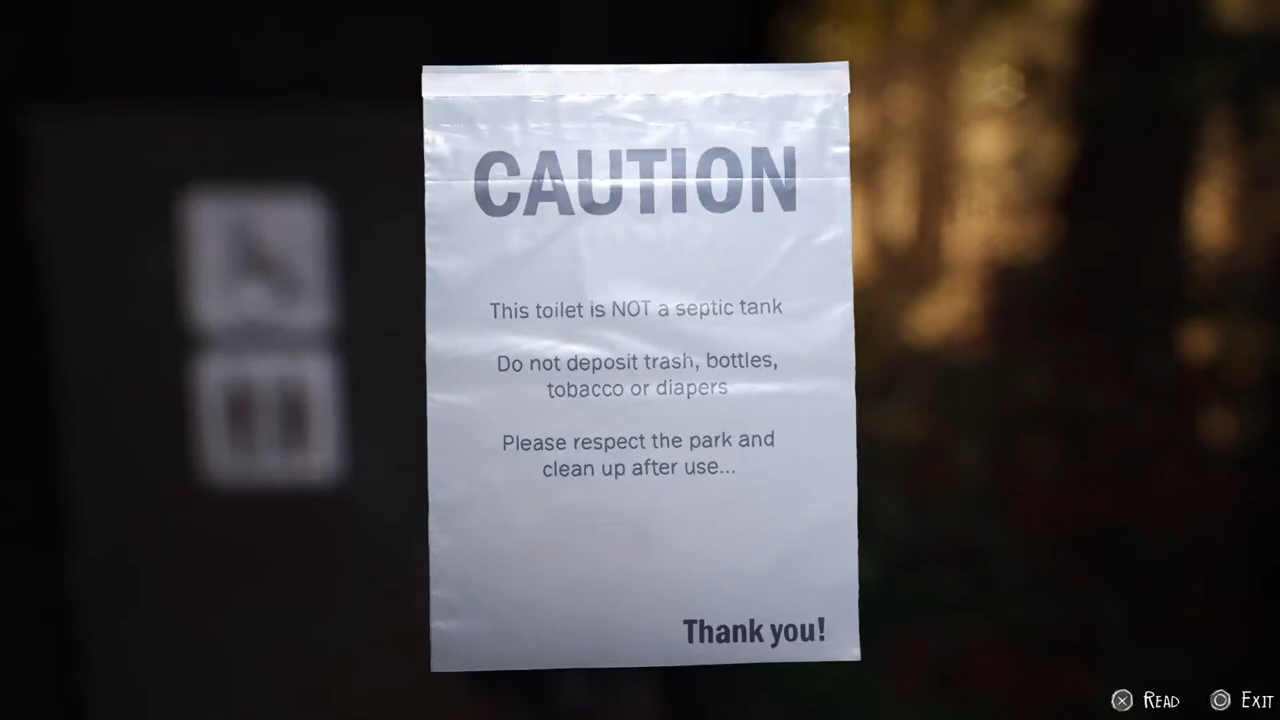 CAUTION
This toilet is NOT a septic tank
Do not deposit trash, bottles,
tobacco or diapers
Please respect the park and
clean up after use...
Thank you!
READ
EXIT